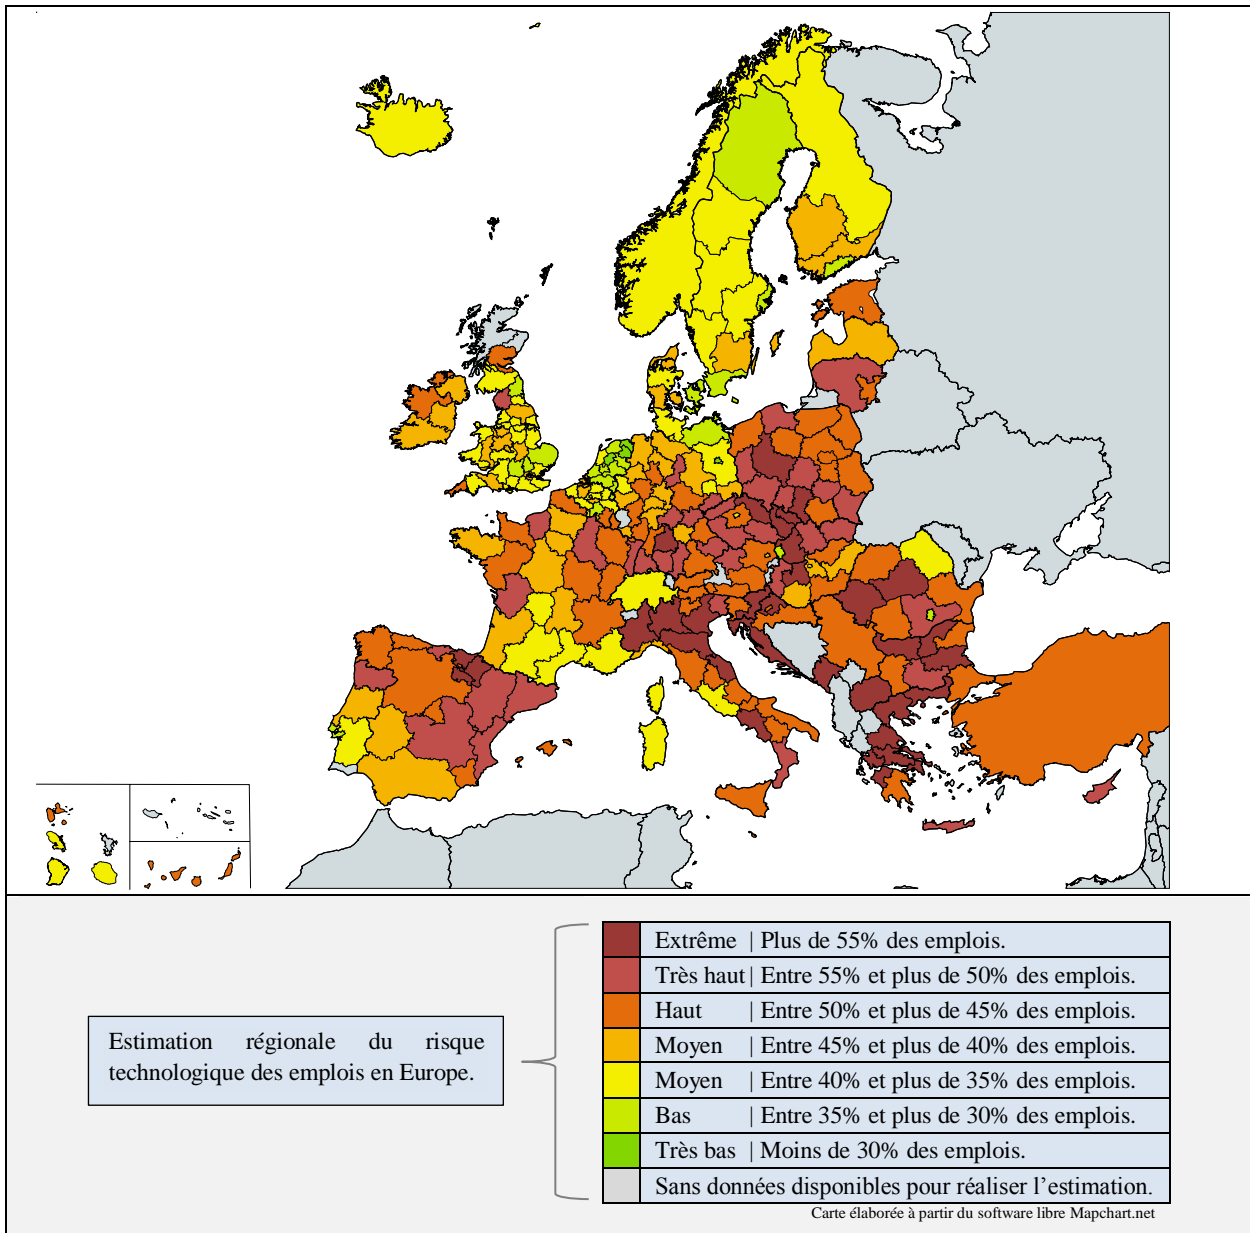 Extrême | Plus de 55% des emplois.
Très haut | Entre 55% et plus de 50% des emplois.
Haut | Entre 50% et plus de 45% des emplois.
Moyen | Entre 45% et plus de 40% des emplois.
Moyen | Entre 40% et plus de 35% des emplois.
Bas | Entre 35% et plus de 30% des emplois.
Très bas | Moins de 30% des emplois.
Sans données disponibles pour réaliser l’estimation.
Estimation régionale du risque
technologique des emplois en Europe.
Carte élaborée à partir du software libre Mapchart.net